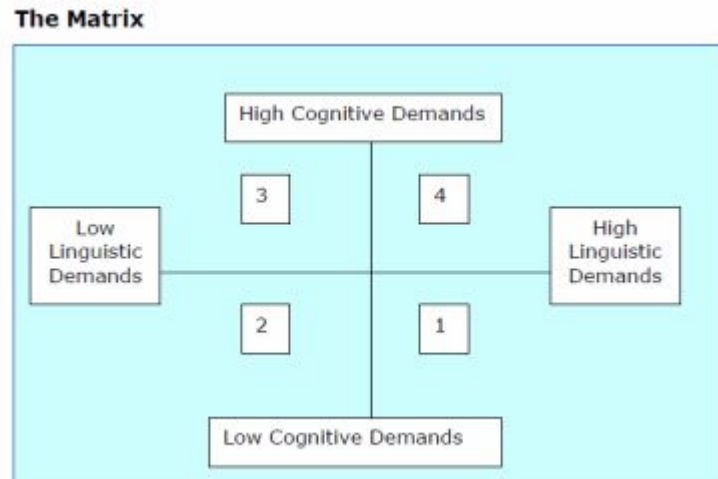 The Matrix
High Cognitive Demands
3
4
Low
Linguistic
Demands
High
Linguistic
Demands
2
1
Low Cognitive Demands